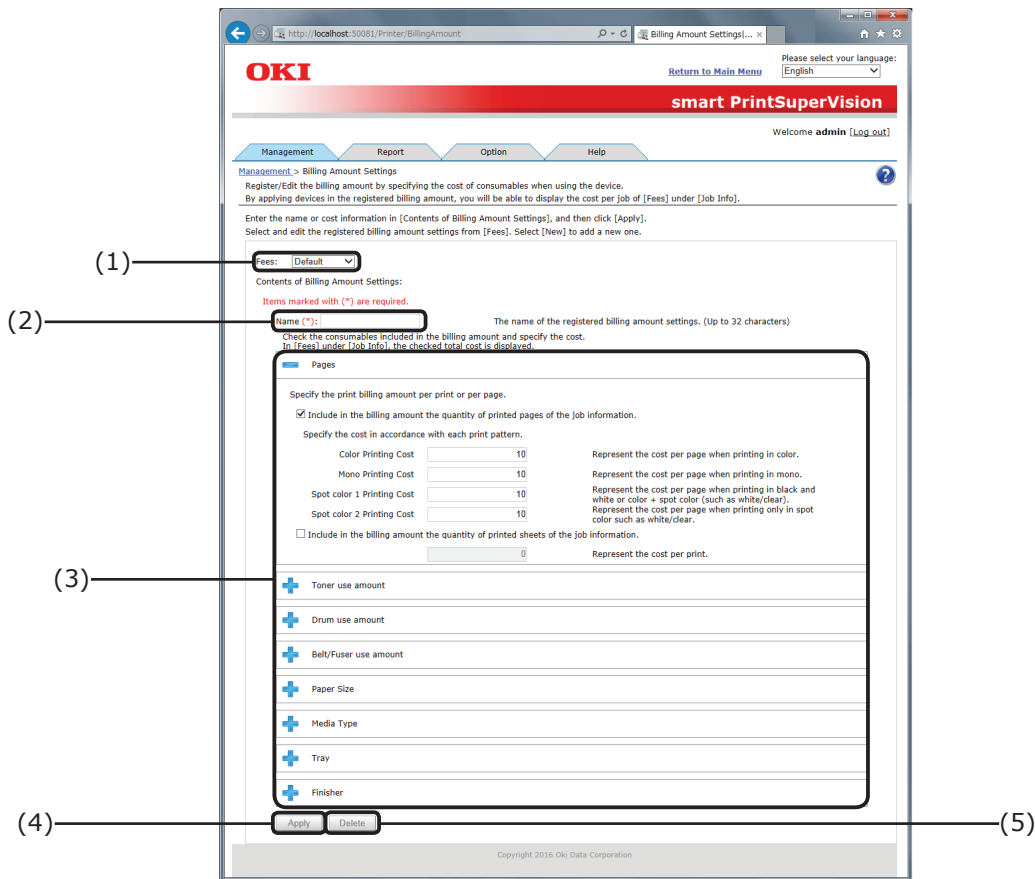 http://localhost:50081/Printer/BillingAmount
Billing Amount Settings|... ×
OKI
Return to Main Menu
Please select your language:
English
smart PrintSuperVision
Welcome admin [Log out]
Management Report Option Help
Management > Billing Amount Settings
?
Register/Edit the billing amount by specifying the cost of consumables when using the device.
By applying devices in the registered billing amount, you will be able to display the cost per job of [Fees] under [Job Info].
Enter the name or cost information in [Contents of Billing Amount Settings], and then click [Apply].
Select and edit the registered billing amount settings from [Fees]. Select [New] to add a new one.
(1)
Fees: Default
Contents of Billing Amount Settings:
Items marked with (*) are required.
(2)
Name (*): The name of the registered billing amount settings. (Up to 32 characters)
Check the consumables included in the billing amount and specify the cost.
In [Fees] under [Job Info], the checked total cost is displayed.
Pages
Specify the print billing amount per print or per page.
Include in the billing amount the quantity of printed pages of the job information.
Specify the cost in accordance with each print pattern.
Color Printing Cost 10 Represent the cost per page when printing in color.
Mono Printing Cost 10 Represent the cost per page when printing in mono.
Spot color 1 Printing Cost 10 Represent the cost per page when printing in black and
white or color + spot color (such as white/clear).
Spot color 2 Printing Cost 10 Represent the cost per page when printing only in spot
color such as white/clear.
Include in the billing amount the quantity of printed sheets of the job information.
0 Represent the cost per print.
(3)
Toner use amount
Drum use amount
Belt/Fuser use amount
Paper Size
Media Type
Tray
Finisher
(4)
Apply Delete
(5)
Copyright 2016 Oki Data Corporation